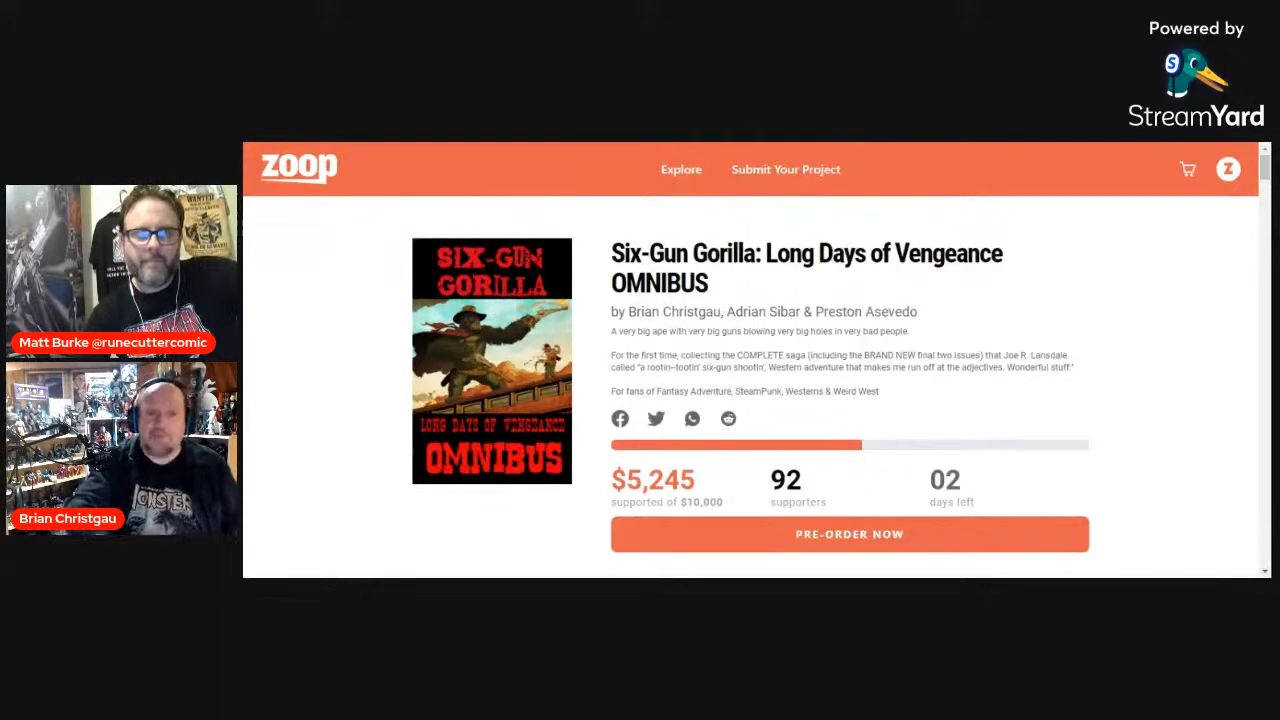 Powered by
S
StreamYard
zoop
Explore
Submit Your Project
Z
WANTED
Matt Burke @runecuttercomic
MONSTER
Brian Christgau
SIX-GUN
GORILLA
LONG DAYS OF VENGEANCE
OMNIBUS
Six-Gun Gorilla: Long Days of Vengeance
OMNIBUS
by Brian Christgau, Adrian Sibar & Preston Asevedo
A very big ape with very big guns blowing very big holes in very bad people.
For the first time, collecting the COMPLETE saga (including the BRAND NEW final two issues) that Joe R. Lansdale
called "a rootin–tootin' six-gun shootin', Western adventure that makes me run off at the adjectives. Wonderful stuff."
For fans of Fantasy Adventure, SteamPunk, Westerns & Weird West
$5,245
supported of $10,000
92
supporters
02
days left
PRE-ORDER NOW